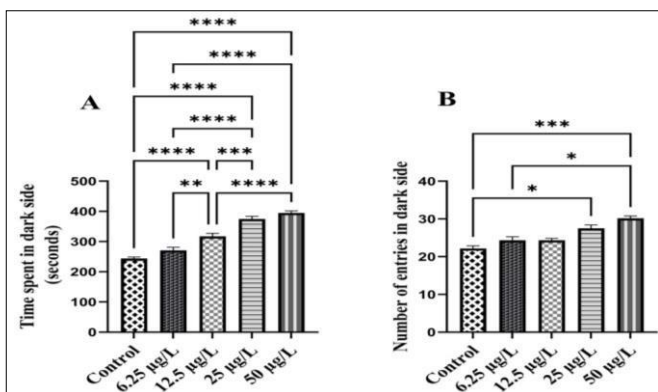 ****
****
A
****
****
****
***
**
****
Time spent in dark side
(seconds)
500
400
300
200
100
0
Control
6.25 µg/L
12.5 µg/L
25 µg/L
50 µg/L
B
***
*
*
Number of entries in dark side
40
30
20
10
0
Control
6.25 µg/L
12.5 µg/L
25 µg/L
50 µg/L